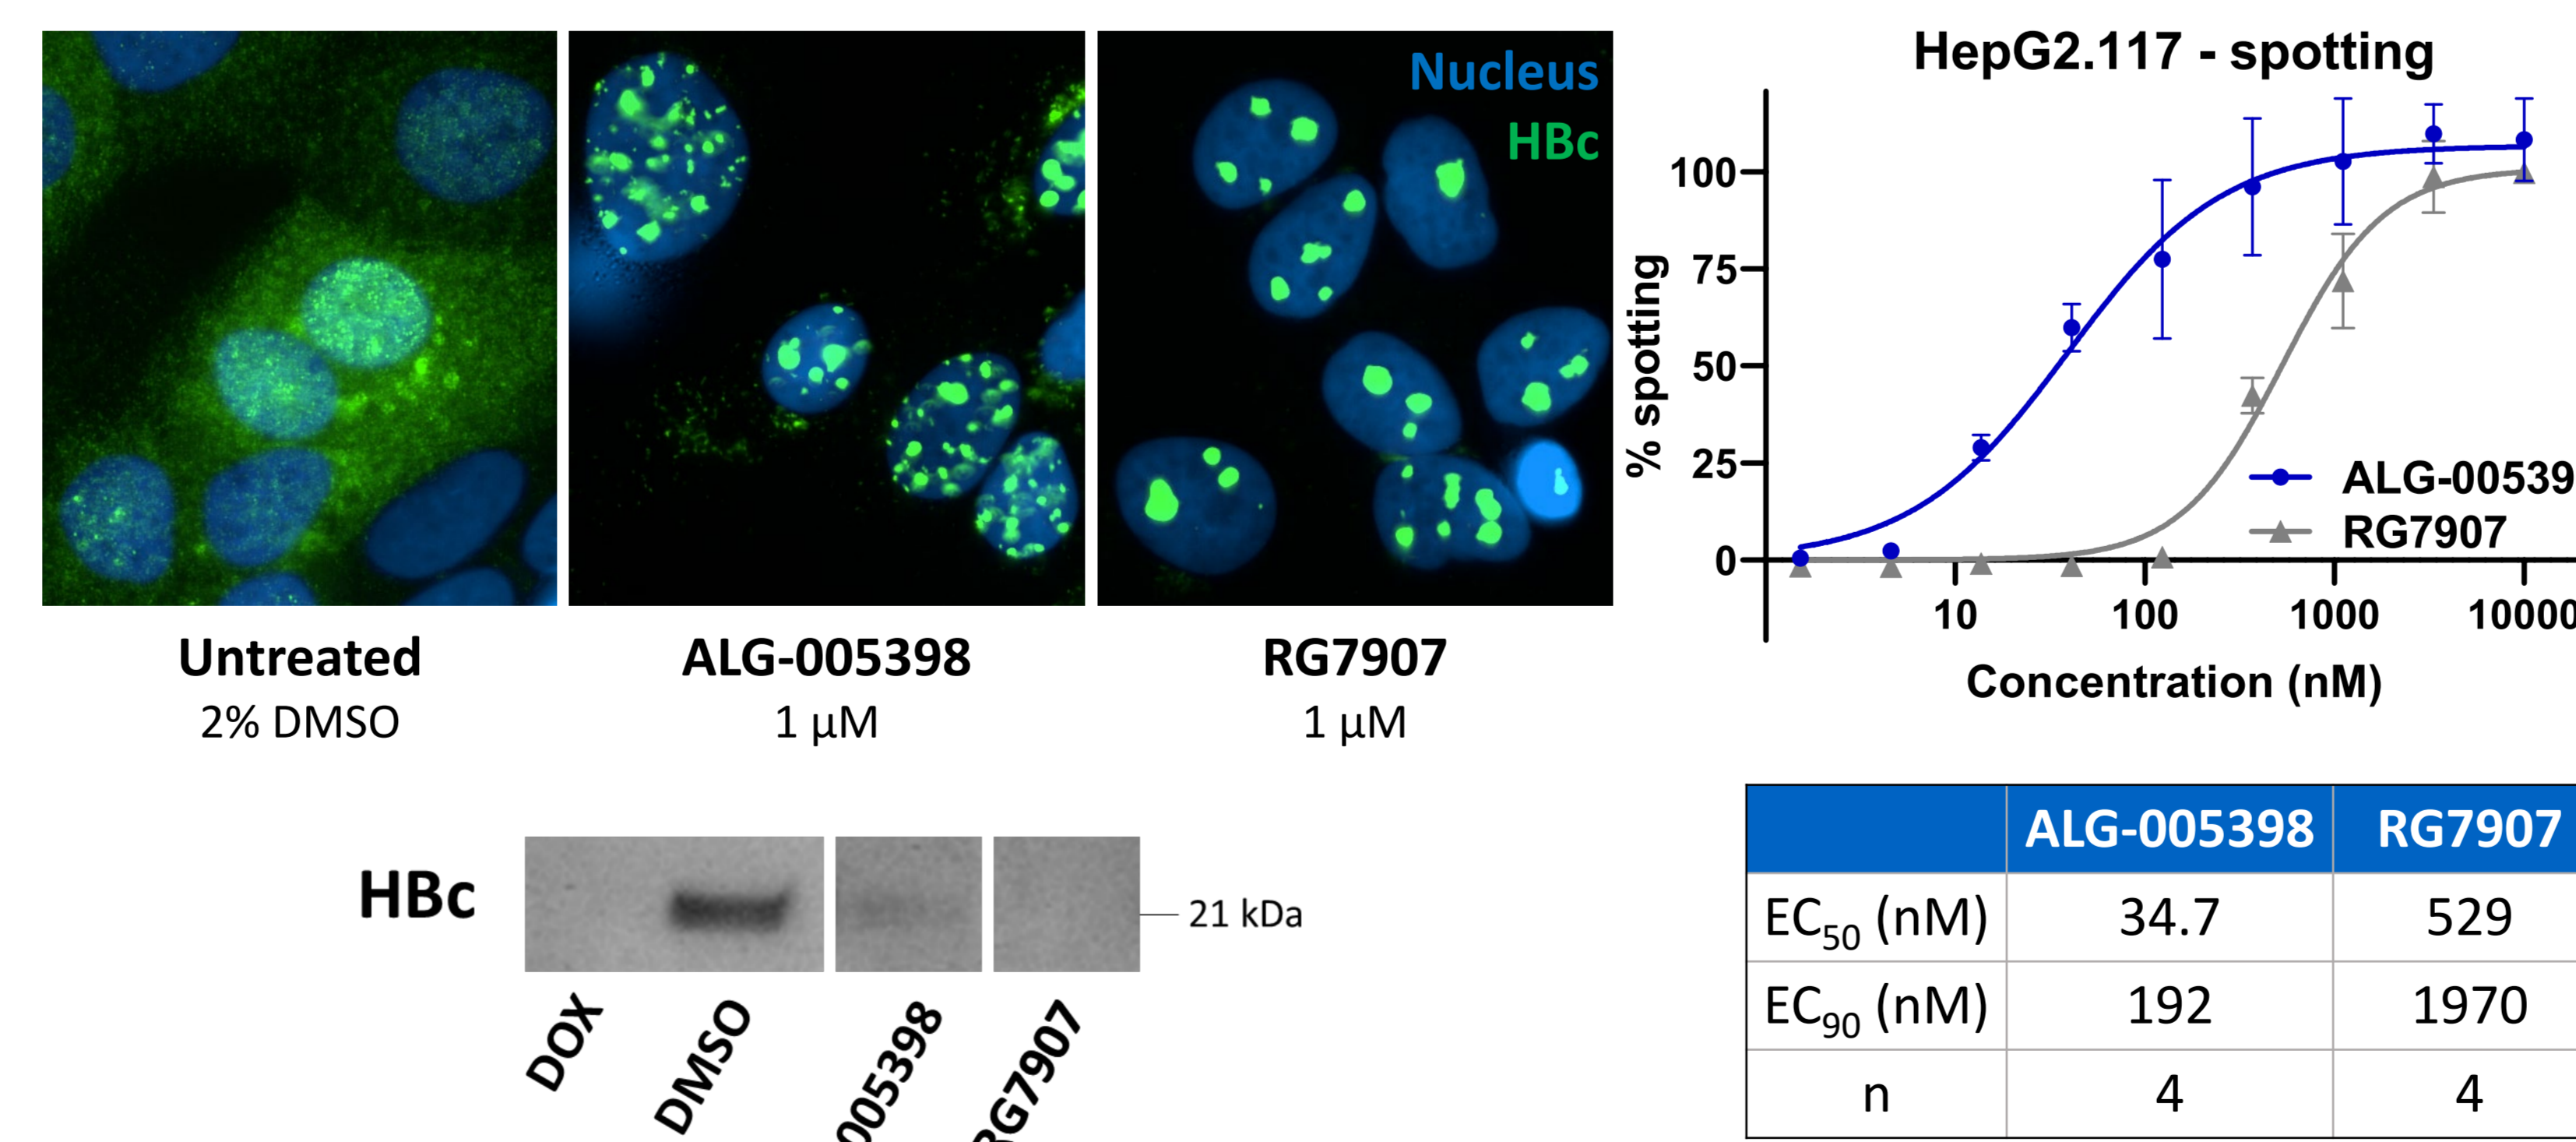 Nucleus
HBc
Untreated
2% DMSO
ALG-005398
1 µM
RG7907
1 µM
HepG2.117 - spotting
% spotting
100
75
50
25
0
10
100
1000
10000
Concentration (nM)
ALG-00539
RG7907
HBc
21 kDa
DOX
DMSO
005398
RG7907
ALG-005398 RG7907
EC50 (nM) 34.7 529
EC90 (nM) 192 1970
n 4 4